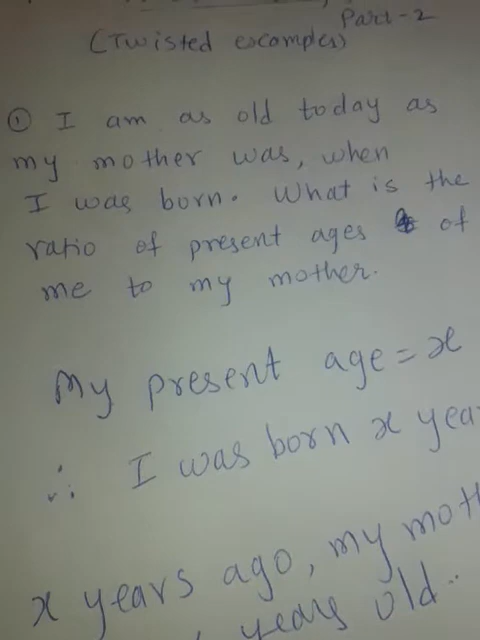 Part-2
(Twisted examples)
① I am as old today as
my mother was, when
I was born. What is the
ratio of present ages of
me to my mother.
My present age = x
∴ I was born x
x years ago, my
years old.